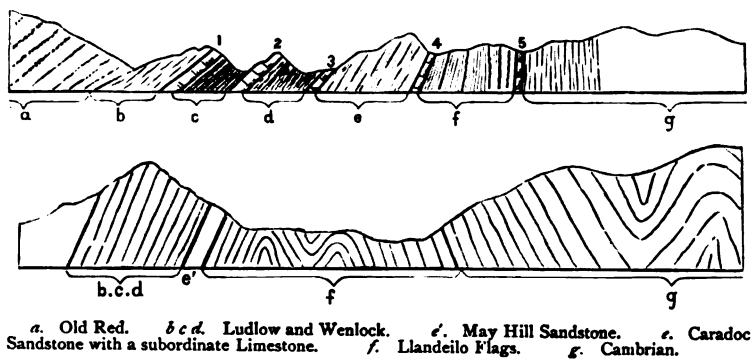 1 2 3 4 5
a b c d e f g
b.c.d e' f g
a. Old Red. b c d. Ludlow and Wenlock. e'. May Hill Sandstone. e. Caradoc
Sandstone with a subordinate Limestone. f. Llandeilo Flags. g. Cambrian.